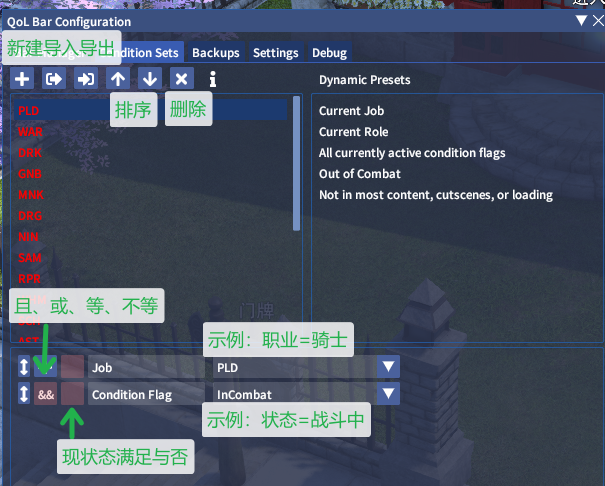 QoL Bar Configuration
新建导入导出
dition Sets Backups Settings Debug
Dynamic Presets
排序 删除
PLD
WAR
DRK
GNB
MNK
DRG
NIN
SAM
RPR
Current Job
Current Role
All currently active condition flags
Out of Combat
Not in most content, cutscenes, or loading
门牌
且、或、等、不等
示例：职业=骑士
Job PLD
&& Condition Flag InCombat
示例：状态=战斗中
现状态满足与否